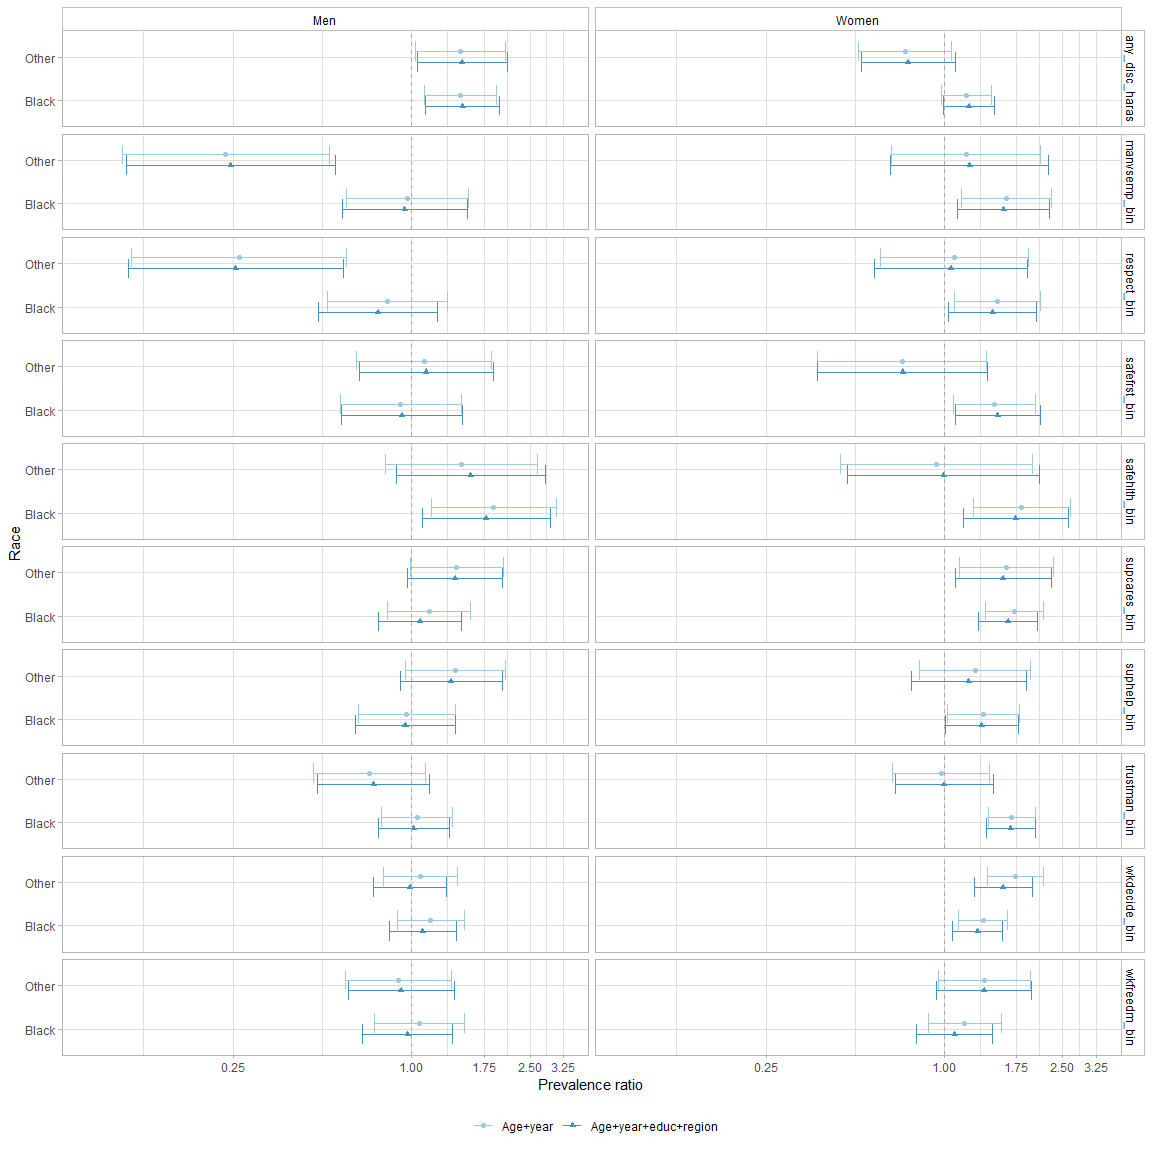 Men Women
Other
Black
any_disc_haras
Other
Black
manvsemp_bin
Other
Black
respect_bin
Other
Black
safefrst_bin
Other
Black
safehlth_bin
Other
Black
supcares_bin
Other
Black
suphelp_bin
Other
Black
trustman_bin
Other
Black
wkdecide_bin
Other
Black
wkfreedm_bin
Race
0.25 1.00 1.75 2.50 3.25 0.25 1.00 1.75 2.50 3.25
Prevalence ratio
Age+year Age+year+educ+region